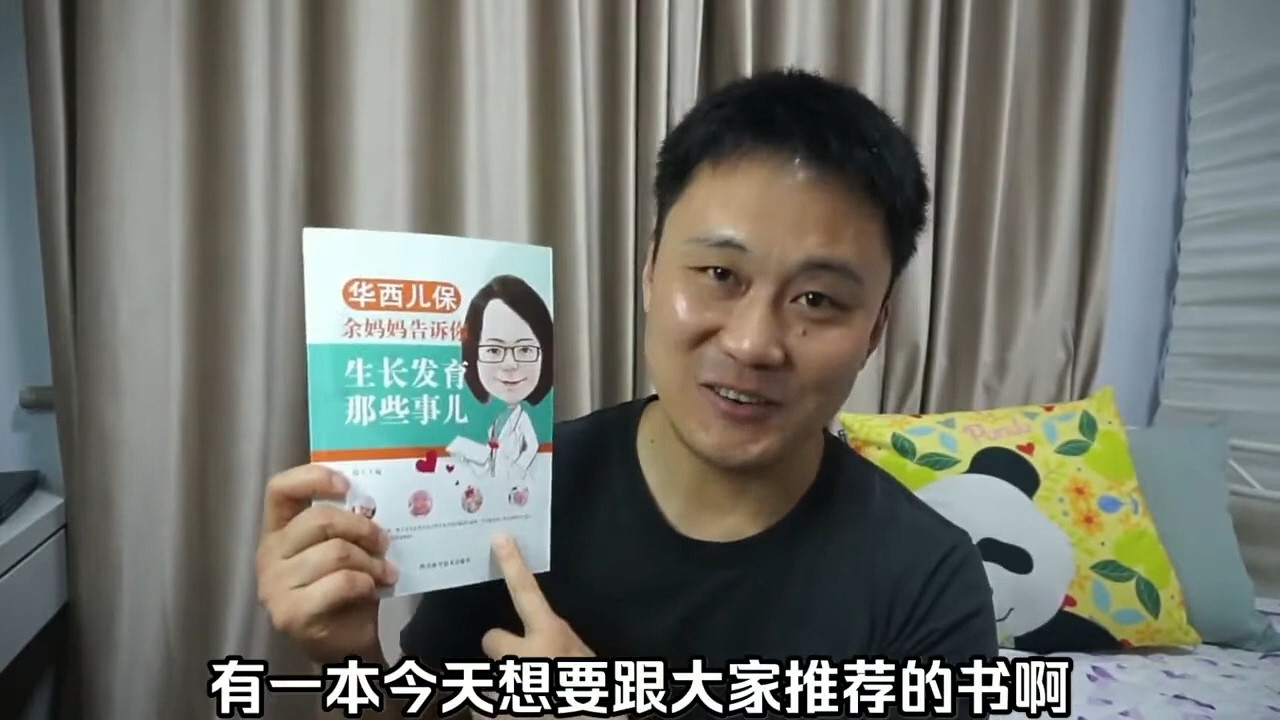 华西儿保
余妈妈告诉你
生长发育
那些事儿
Panda
有一本今天想要跟大家推荐的书啊